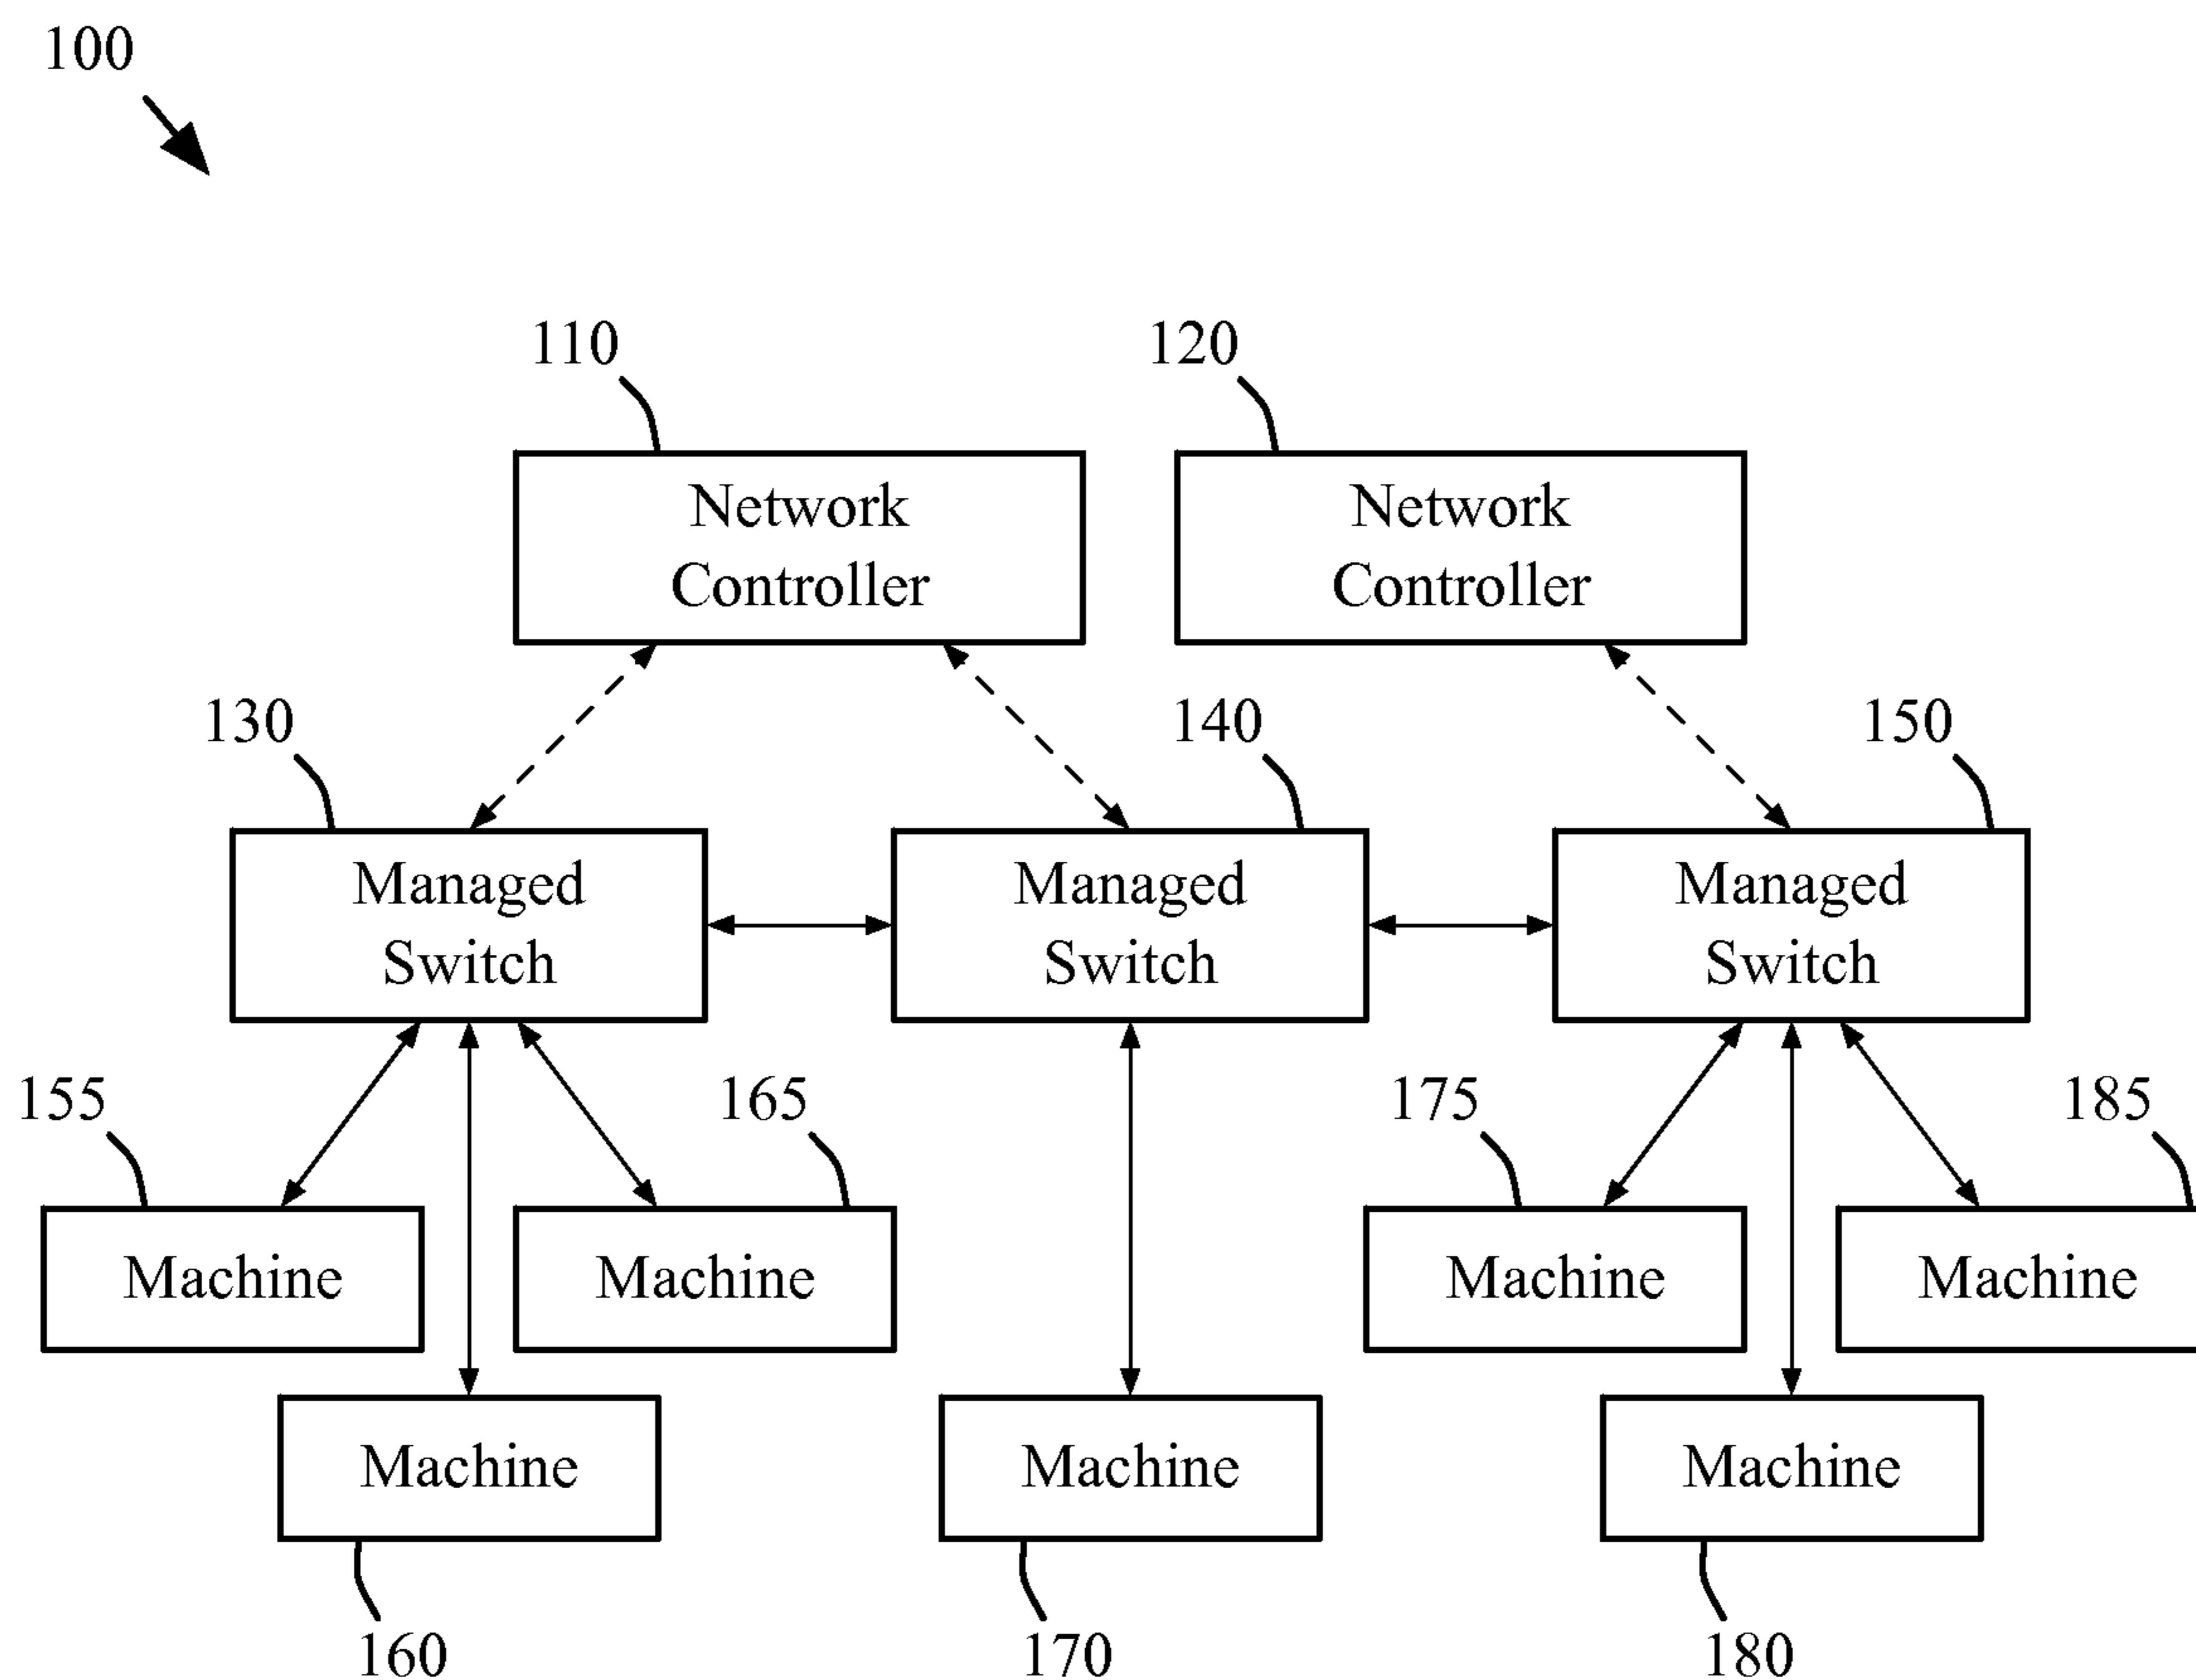 100
110
120
Network
Controller
Network
Controller
130
140
150
Managed
Switch
Managed
Switch
Managed
Switch
155
165
175
185
Machine
Machine
Machine
Machine
Machine
Machine
Machine
160
170
180